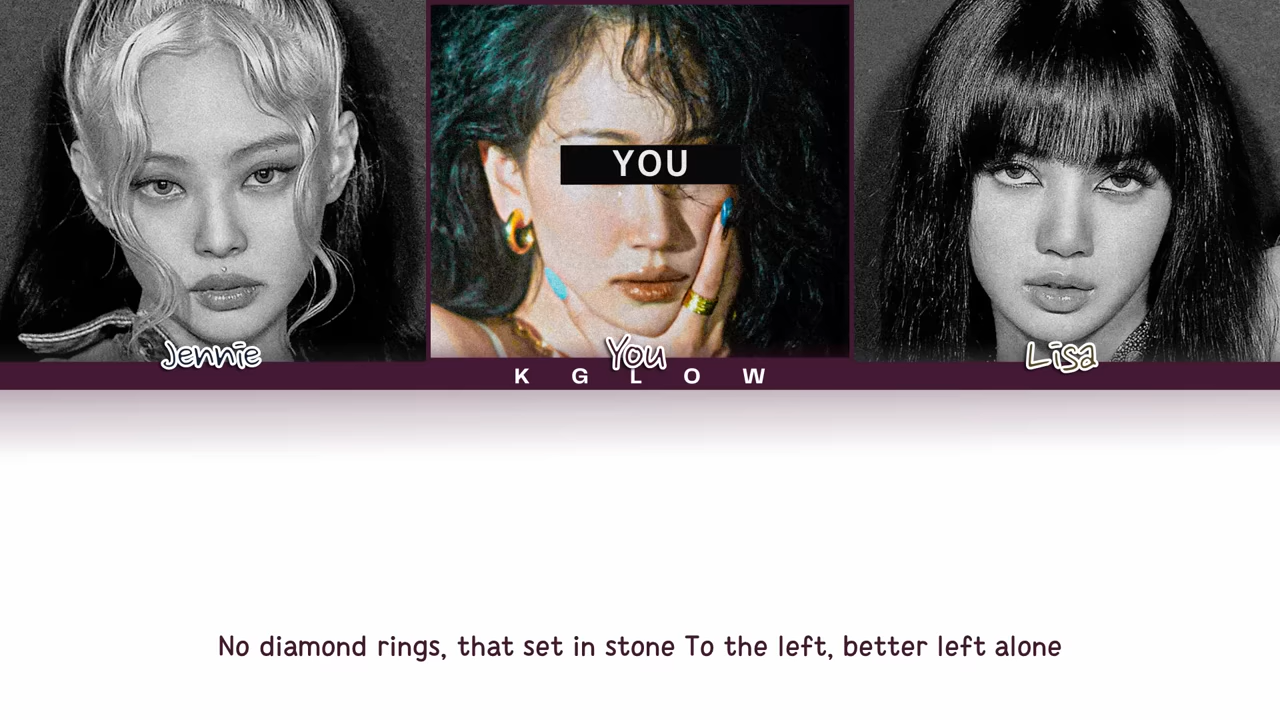 YOU
Jennie
You
Lisa
K G L O W
No diamond rings, that set in stone To the left, better left alone